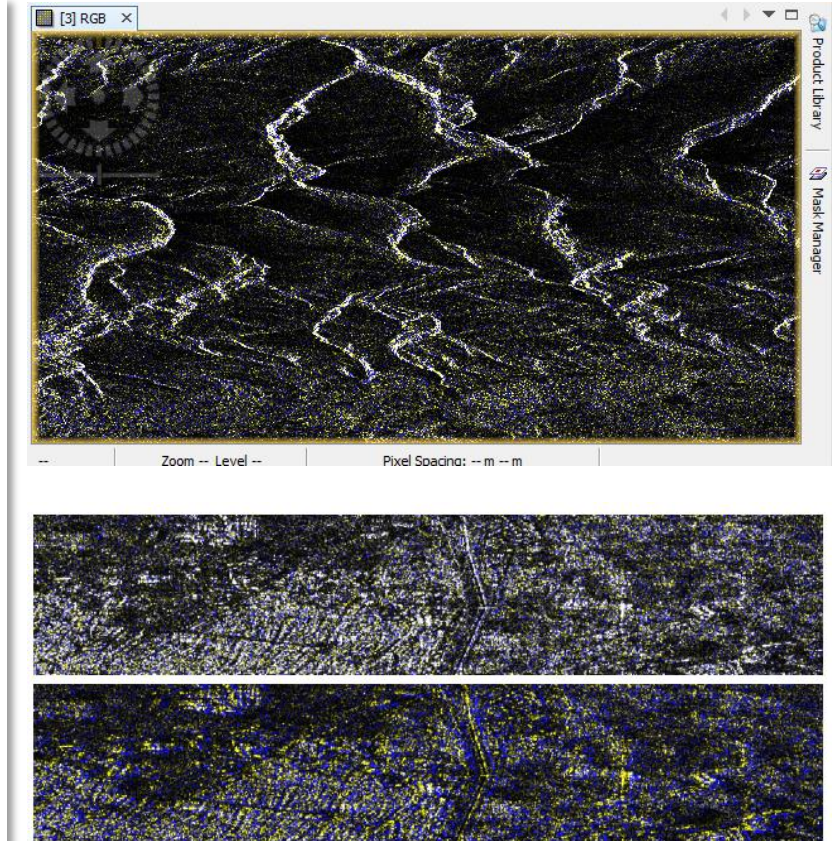 [3] RGB
Product Library
Mask Manager
--
Zoom -- Level --
Pixel Spacing: -- m -- m